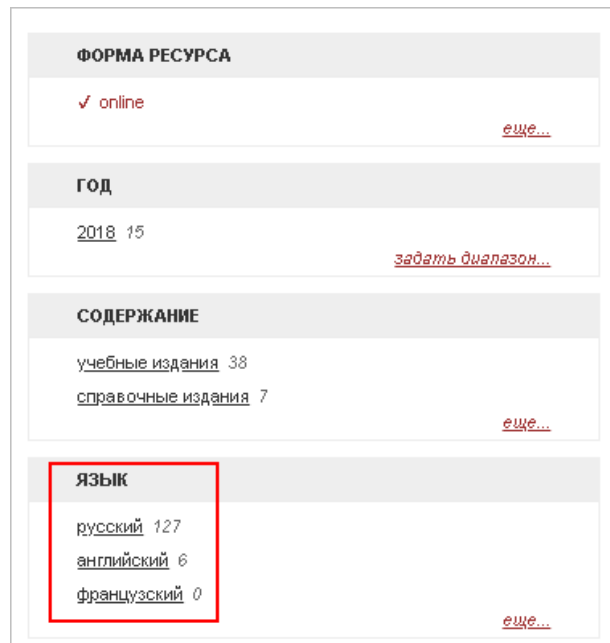 ФОРМА РЕСУРСА
✓ online
еще...
ГОД
2018 15
задать диапазон...
СОДЕРЖАНИЕ
учебные издания 38
справочные издания 7
еще...
ЯЗЫК
русский 127
английский 6
французский 0
еще...